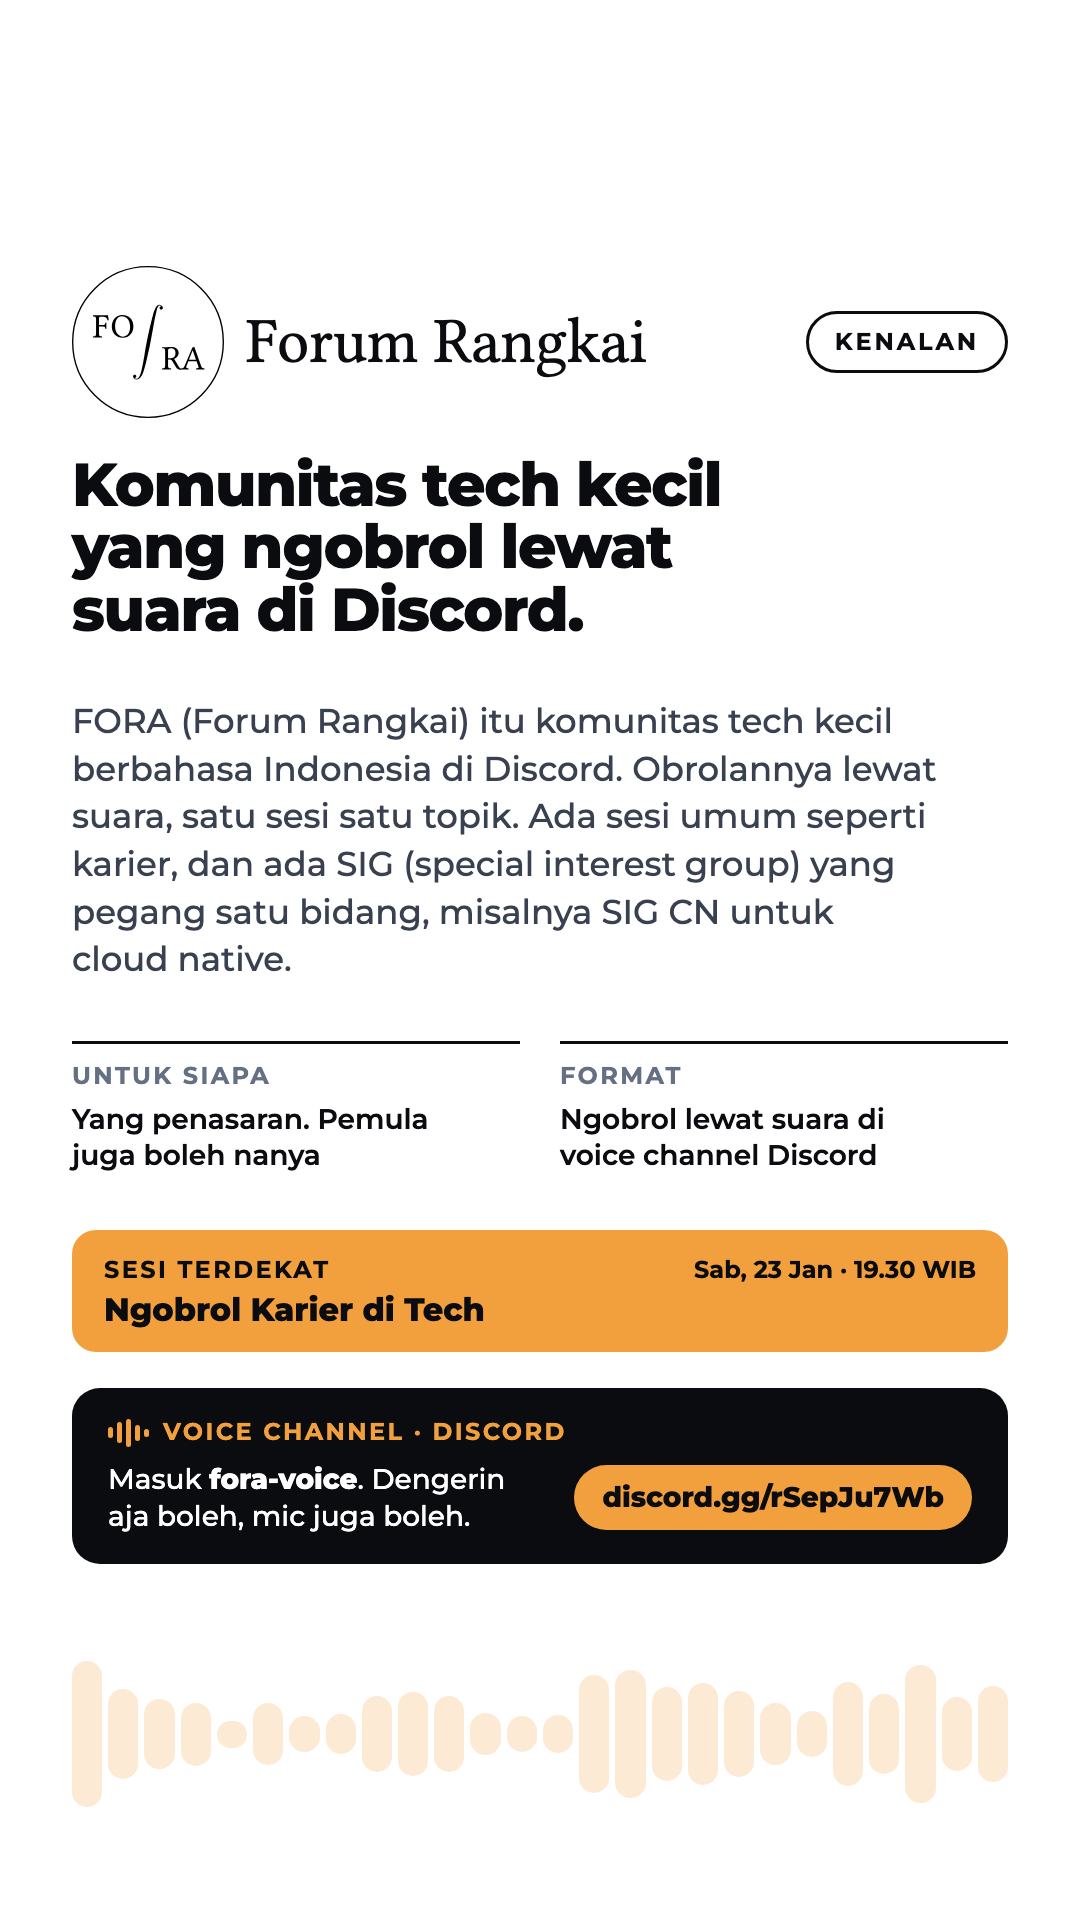 FO
RA
Forum Rangkai
KENALAN
Komunitas tech kecil
yang ngobrol lewat
suara di Discord.
FORA (Forum Rangkai) itu komunitas tech kecil
berbahasa Indonesia di Discord. Obrolannya lewat
suara, satu sesi satu topik. Ada sesi umum seperti
karier, dan ada SIG (special interest group) yang
pegang satu bidang, misalnya SIG CN untuk
cloud native.
UNTUK SIAPA
Yang penasaran. Pemula
juga boleh nanya
FORMAT
Ngobrol lewat suara di
voice channel Discord
SESI TERDEKAT
Sab, 23 Jan · 19.30 WIB
Ngobrol Karier di Tech
VOICE CHANNEL · DISCORD
Masuk fora-voice. Dengerin
aja boleh, mic juga boleh.
discord.gg/rSepJu7Wb